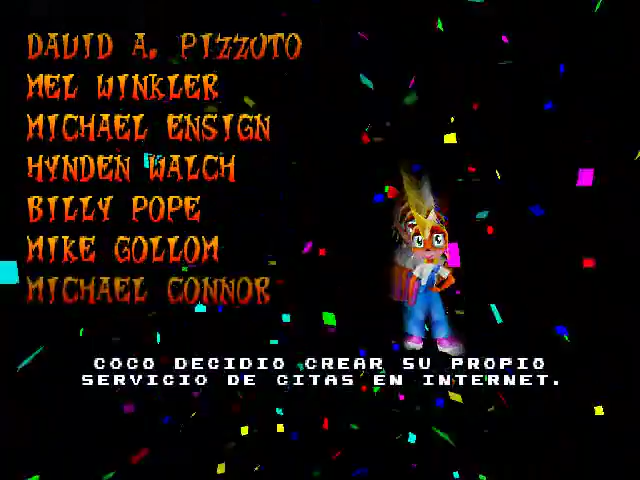 DAVID A. PIZZUTO
MEL WINKLER
MICHAEL ENSIGN
HYNDEN WALCH
BILLY POPE
MIKE GOLLOM
MICHAEL CONNOR
COCO DECIDIO CREAR SU PROPIO
SERVICIO DE CITAS EN INTERNET.